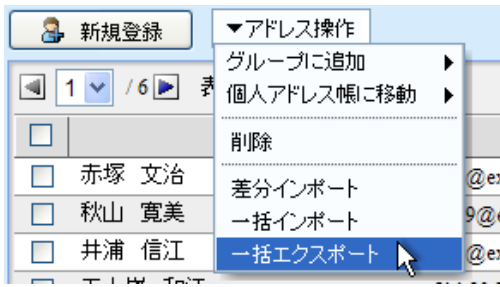 新規登録 ▼アドレス操作
グループに追加
1 /6
個人アドレス帳に移動
削除
赤塚 文治 @ex
差分インポート
秋山 寛美 9@e
一括インポート
井浦 信江 @ex
一括エクスポート